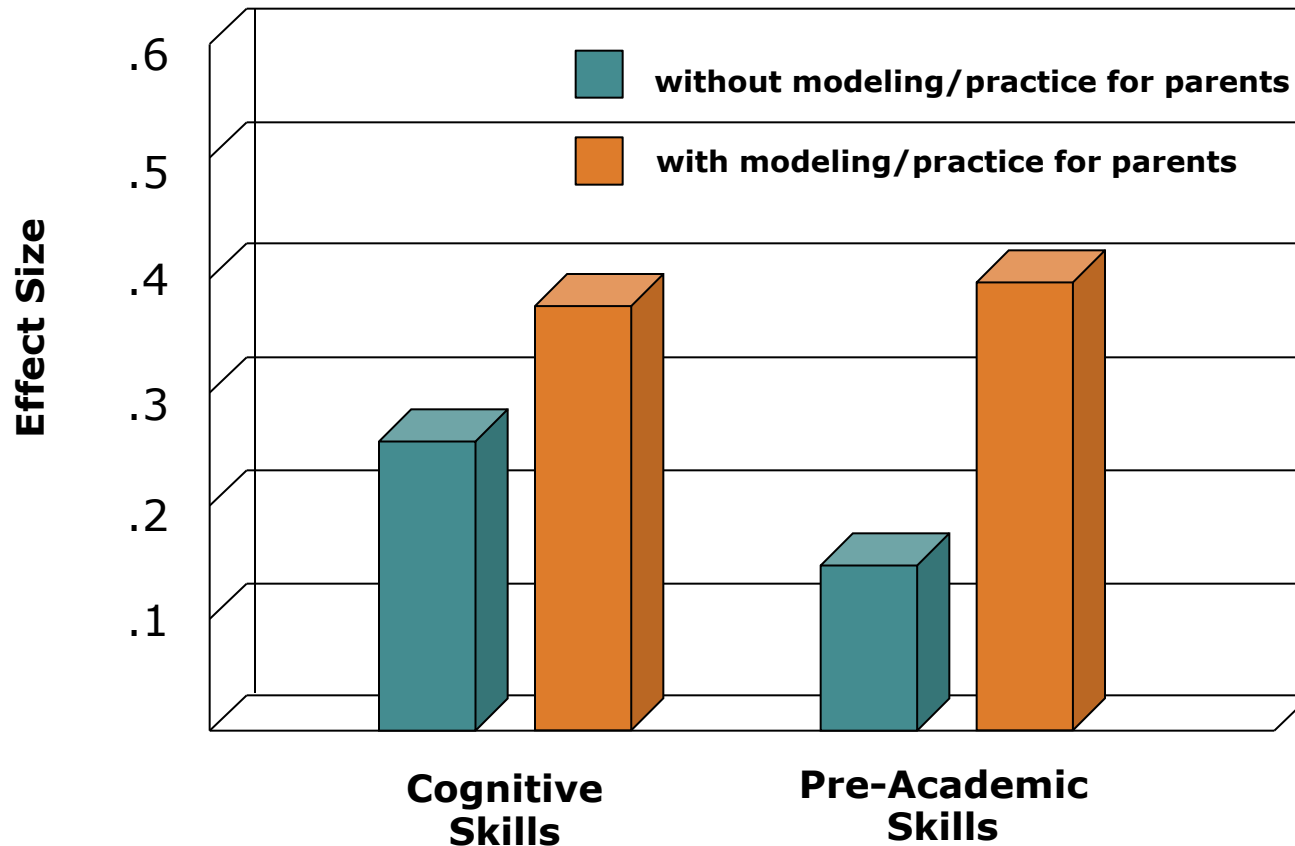 .6
without modeling/practice for parents
.5
with modeling/practice for parents
.4
Effect Size
.3
.2
.1
Cognitive
Skills
Pre-Academic
Skills